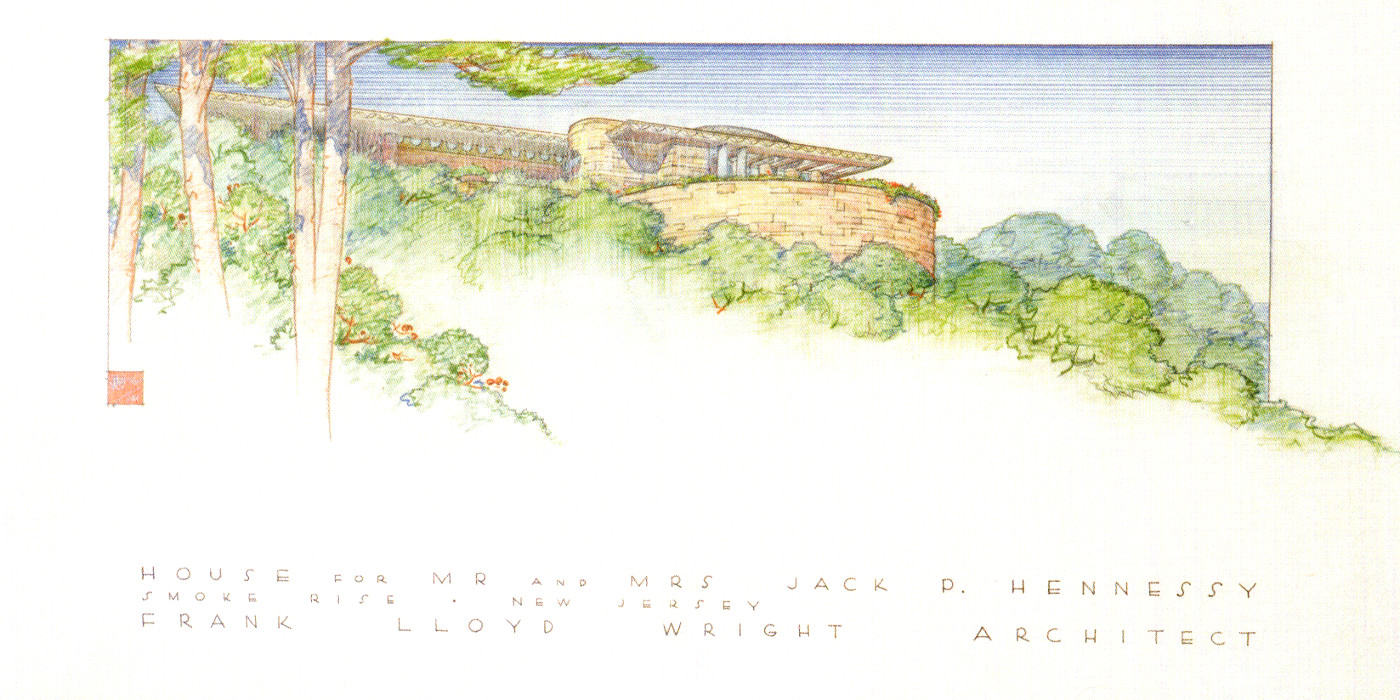 HOUSE FOR MR AND MRS JACK P. HENNESSY
SMOKE RISE . NEW JERSEY
FRANK LLOYD WRIGHT ARCHITECT